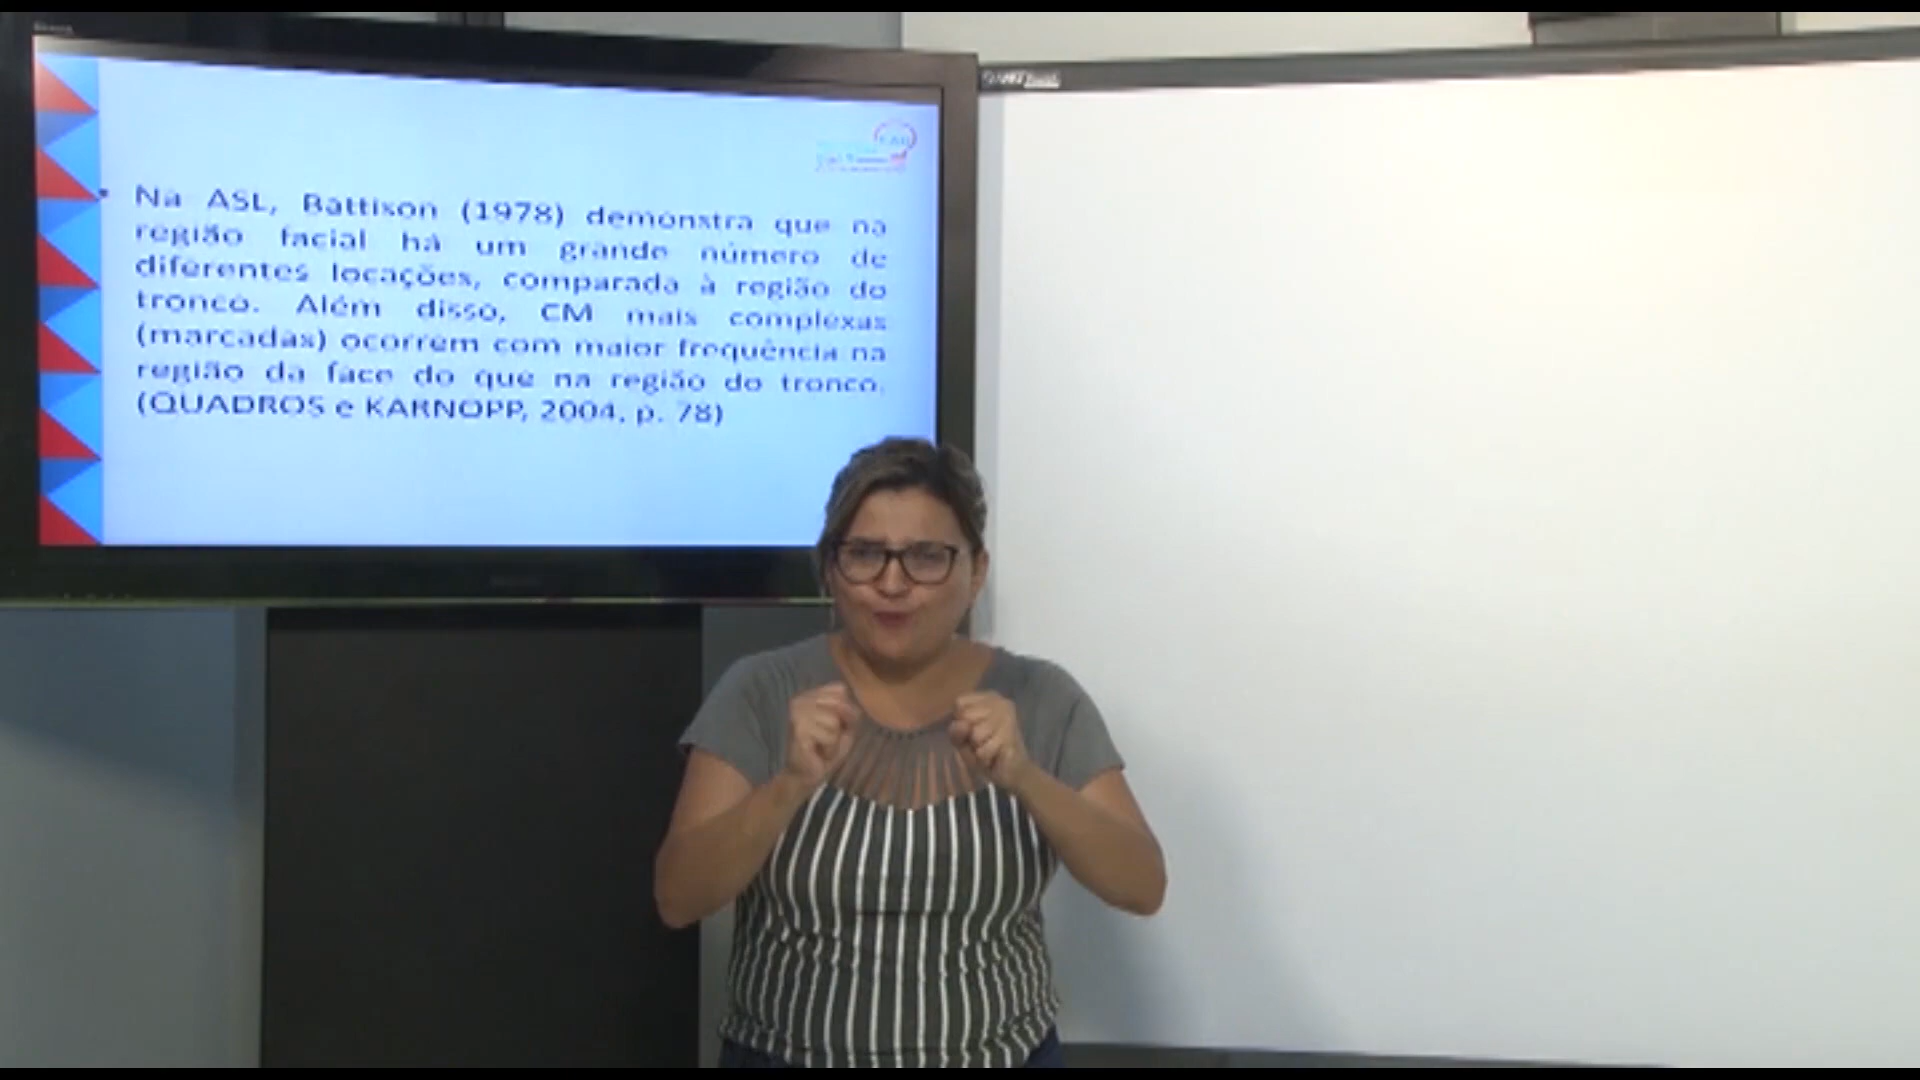 • Na ASL, Battison (1978) demonstra que na
região facial há um grande número de
diferentes locações, comparada à região do
tronco. Além disso, CM mais complexas
(marcadas) ocorrem com maior frequência na
região da face do que na região do tronco.
(QUADROS e KARNOPP, 2004, p. 78)